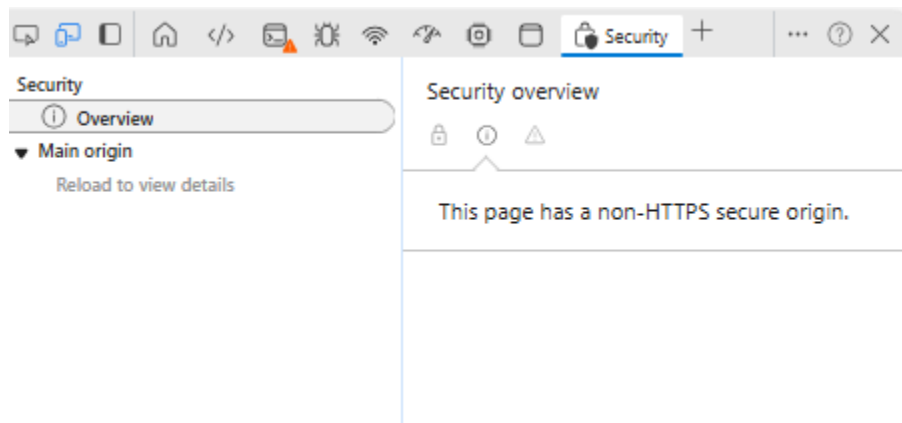 Security
Security
Overview
Main origin
Reload to view details
Security overview
This page has a non-HTTPS secure origin.